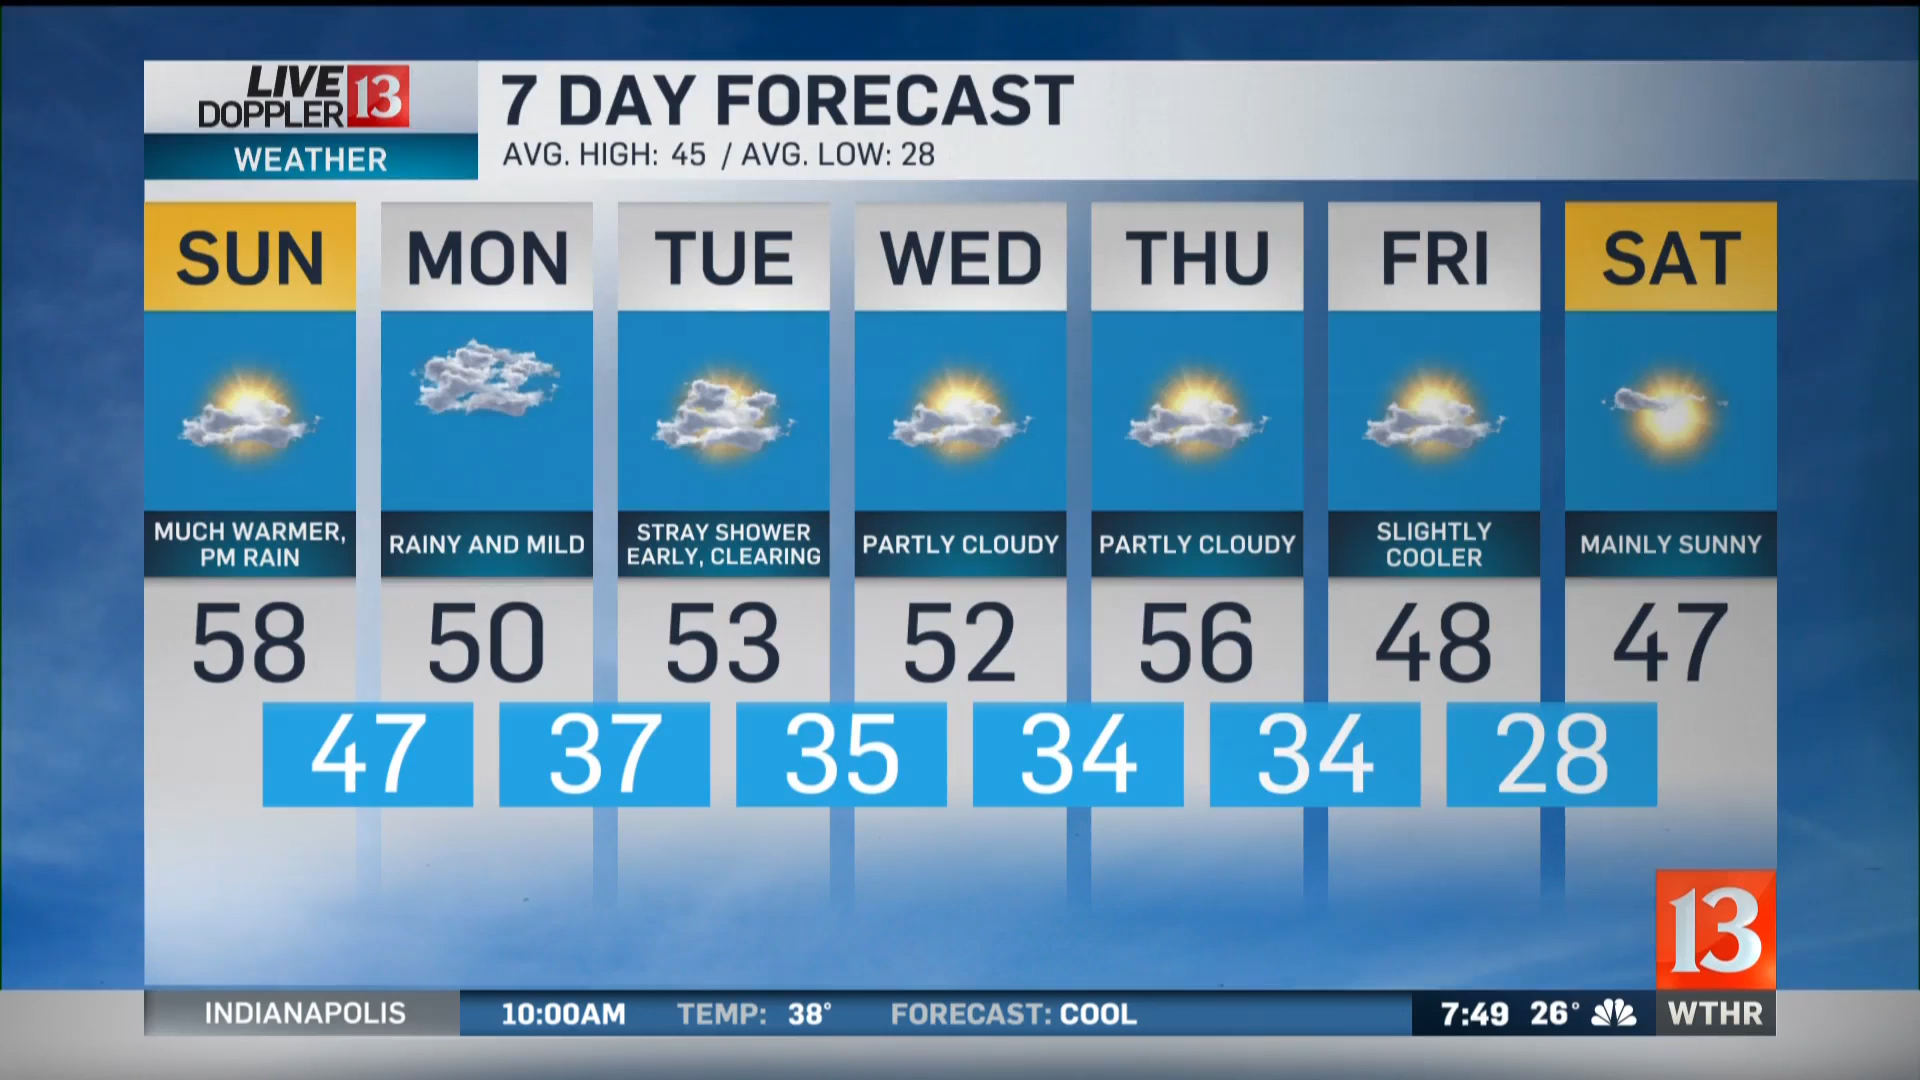 LIVE
DOPPLER 13
WEATHER
7 DAY FORECAST
AVG. HIGH: 45 / AVG. LOW: 28
SUN MON TUE WED THU FRI SAT
MUCH WARMER,
PM RAIN
RAINY AND MILD
STRAY SHOWER
EARLY, CLEARING
PARTLY CLOUDY
PARTLY CLOUDY
SLIGHTLY
COOLER
MAINLY SUNNY
58 50 53 52 56 48 47
47 37 35 34 34 28
13
INDIANAPOLIS 10:00AM TEMP: 38° FORECAST: COOL 7:49 26° WTHR